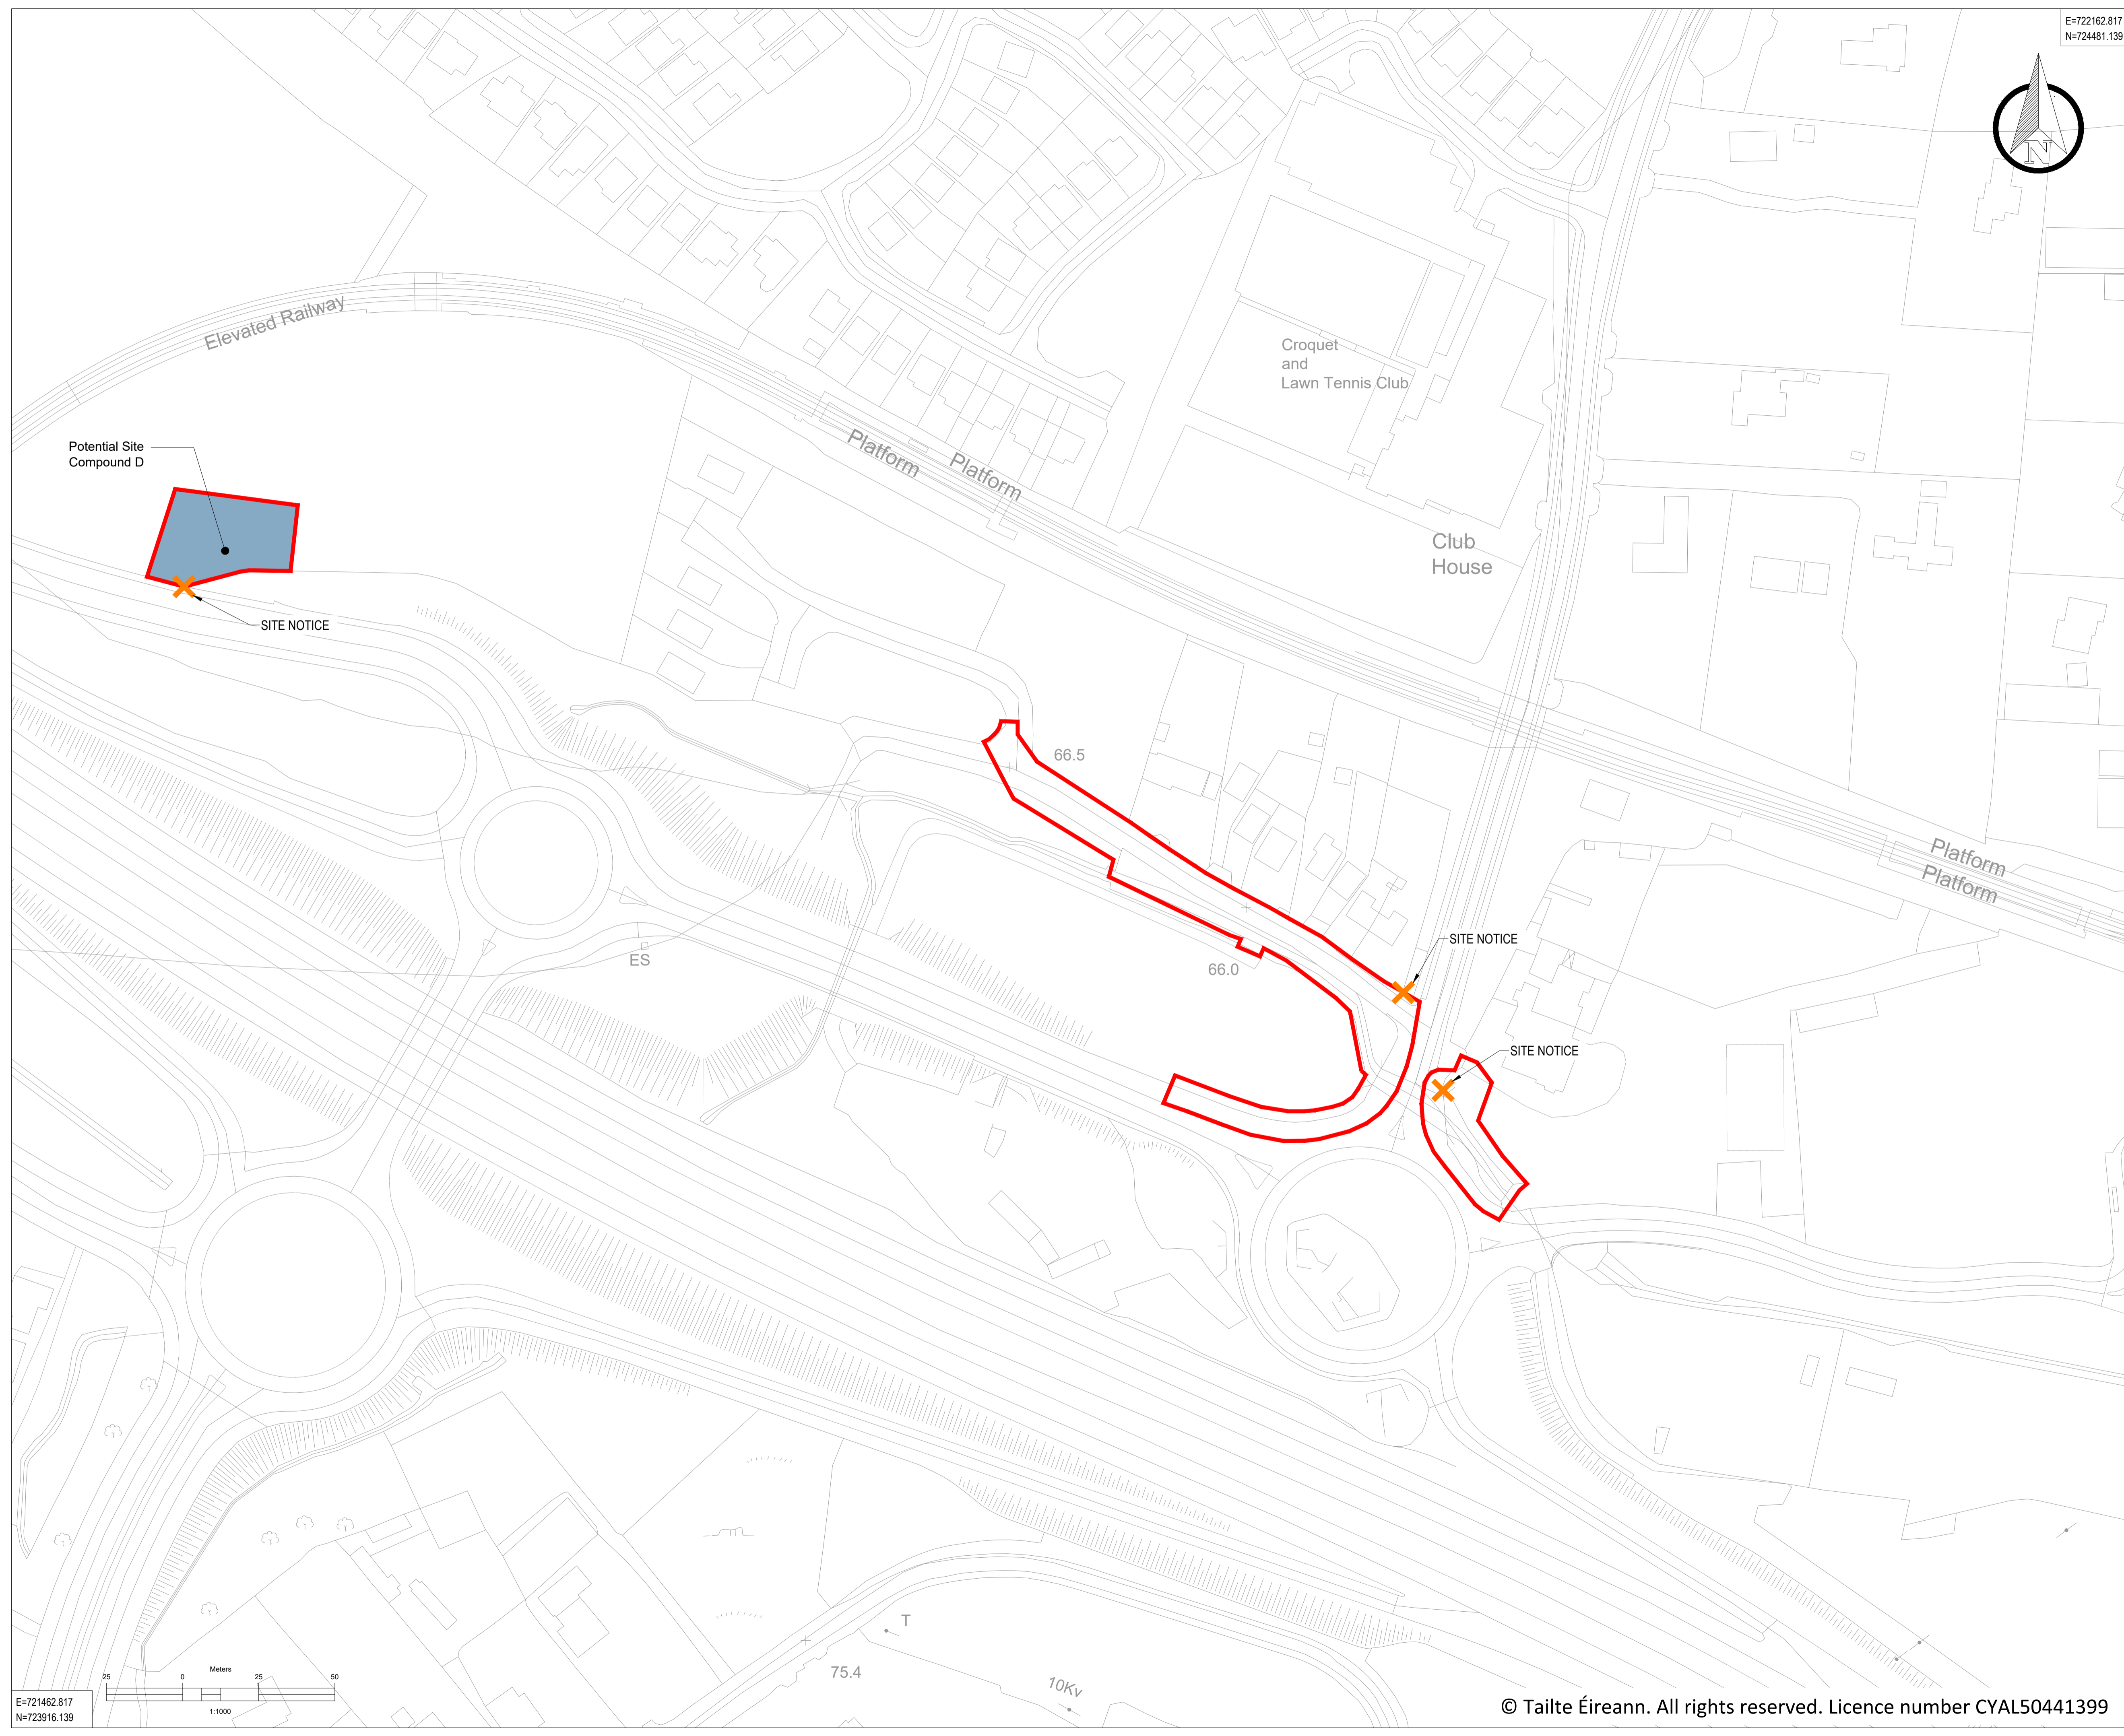 E=722162.817
N=724481.139
N
Elevated Railway
Croquet
and
Lawn Tennis Club
Potential Site
Compound D
Platform
Platform
Club
House
SITE NOTICE
66.5
Platform
Platform
SITE NOTICE
ES
66.0
SITE NOTICE
T
75.4
10Kv
Meters
25 0 25 50
1:1000
E=721462.817
N=723916.139
© Tailte Éireann. All rights reserved. Licence number CYAL50441399